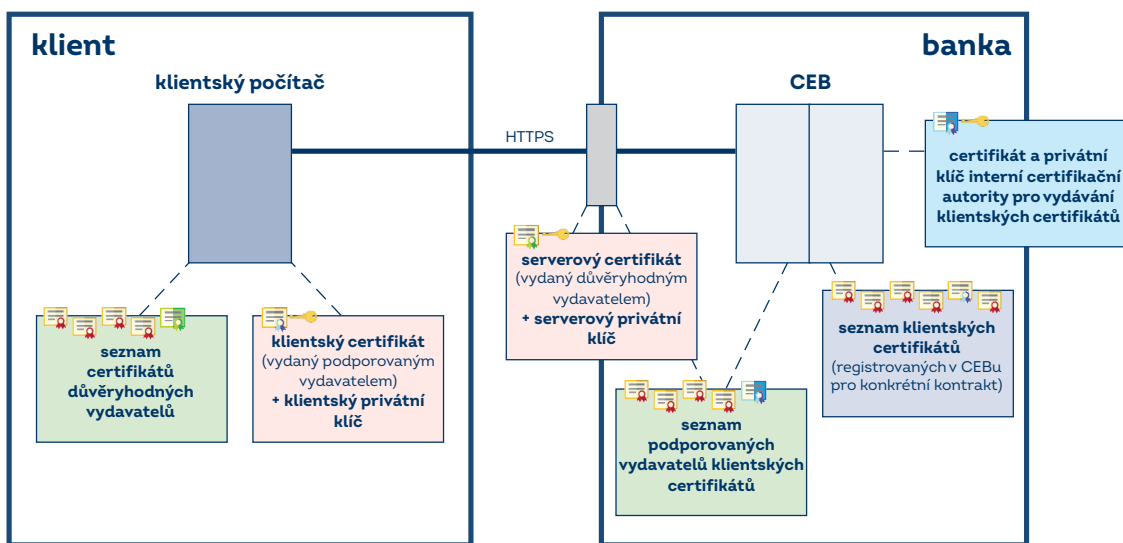 klient
klientský počítač
HTTPS
banka
CEB
certifikát a privátní
klíč interní certifikační
autority pro vydávání
klientských certifikátů
serverový certifikát
(vydaný důvěryhodným
vydavatelem)
+ serverový privátní
klíč
seznam
certifikátů
důvěryhodných
vydavatelů
klientský certifikát
(vydaný podporovaným
vydavatelem)
+ klientský privátní
klíč
seznam klientských
certifikátů
(registrovaných v CEBu
pro konkrétní kontrakt)
seznam
podporovaných
vydavatelů klientských
certifikátů